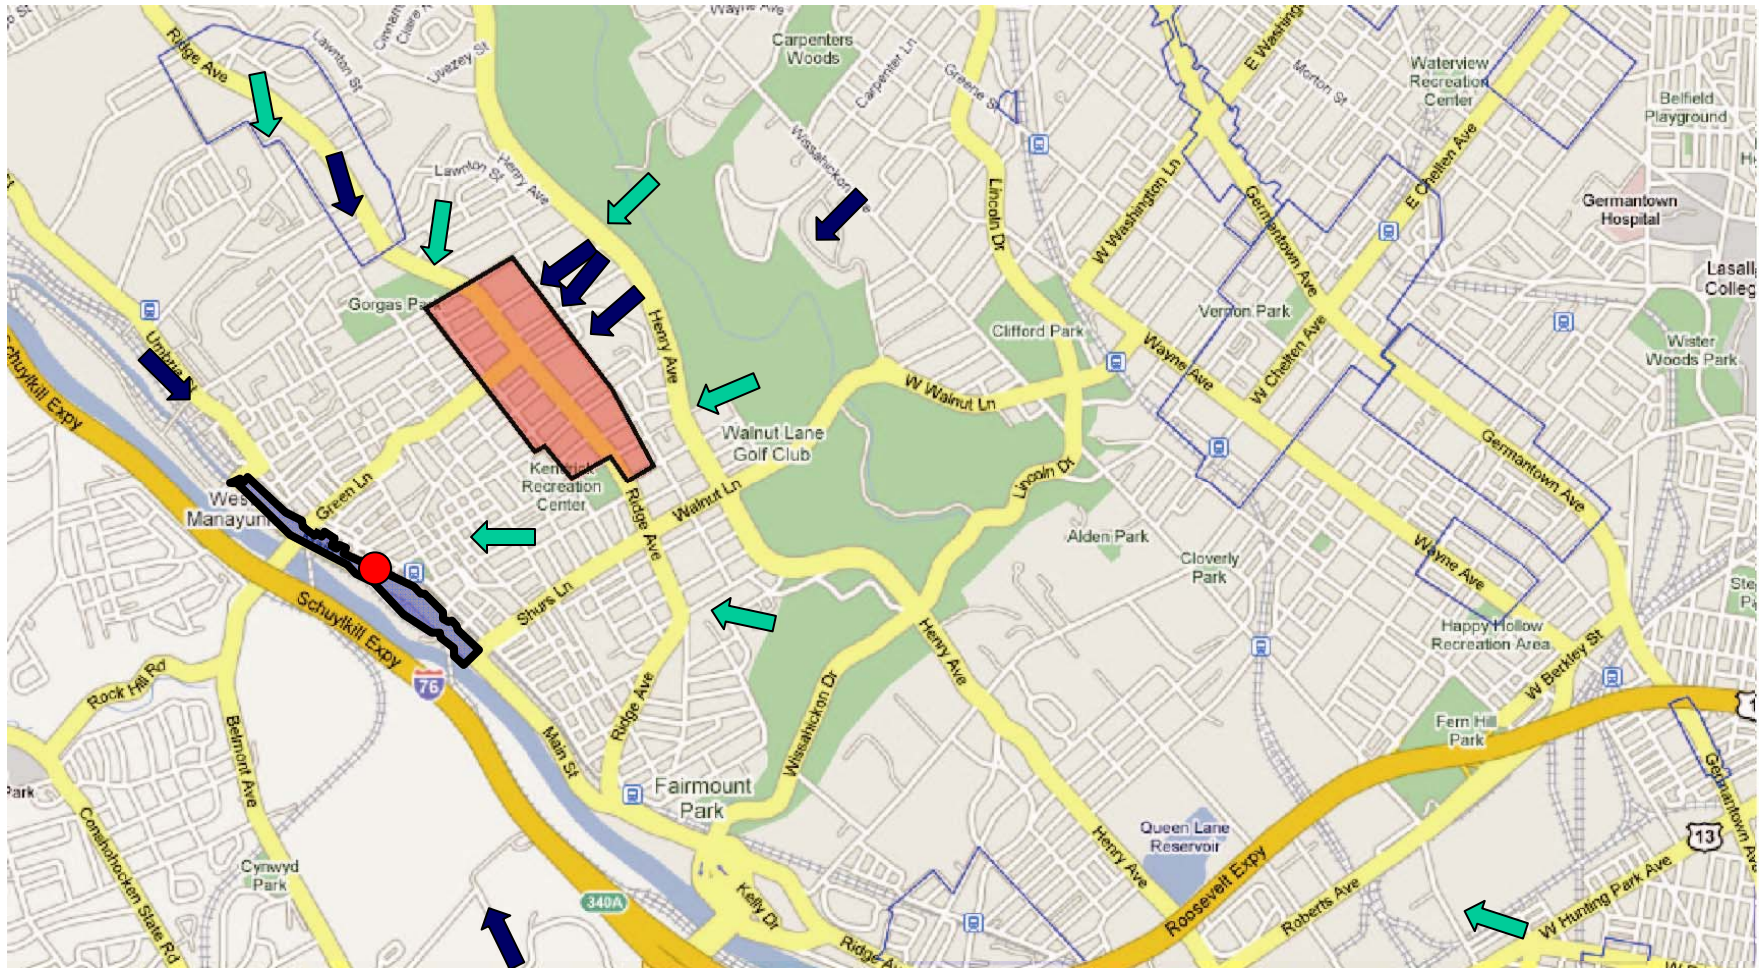 Wayne Ave
Ridge Ave
Lawnton St
Livezey St
Carpenters
Woods
Carpenter Ln
Greene St
E Washing
Morton St
Waterview
Recreation
Center
Belfield
Playground
Lawnton St
Henry Ave
Wissahickon
Lincoln Dr
W Washington Ln
Germantown Ave
E Chelten Ave
Germantown
Hospital
Lasall
Colleg
Gorgas Pa
Henry Ave
Clifford Park
Vernon Park
Wister
Woods Park
Umbria St
chuylkill Expy
W Walnut Ln
Wayne Ave
W Chelten Ave
Walnut Lane
Golf Club
Germantown Ave
Kendrick
Recreation
Center
Green Ln
Wes
Manayun
Walnut Ln
Ridge Ave
Lincoln Dr
Alden Park
Cloverly
Park
Wayne Ave
Schuylkill Expy
Shurs Ln
Happy Hollow
Recreation Area
Henry Ave
W Berkley St
Rock Hill Rd
76
Belmont Ave
Main St
Ridge Ave
Wissahickon Dr
Fern Hill
Park
Park
Conshohocken State Rd
Fairmount
Park
Germantown Ave
Queen Lane
Reservoir
13
Cynwyd
Park
Henry Ave
Roosevelt Expy
340A
Kelly Dr
Roberts Ave
W Hunting Park Ave
Ridge Av